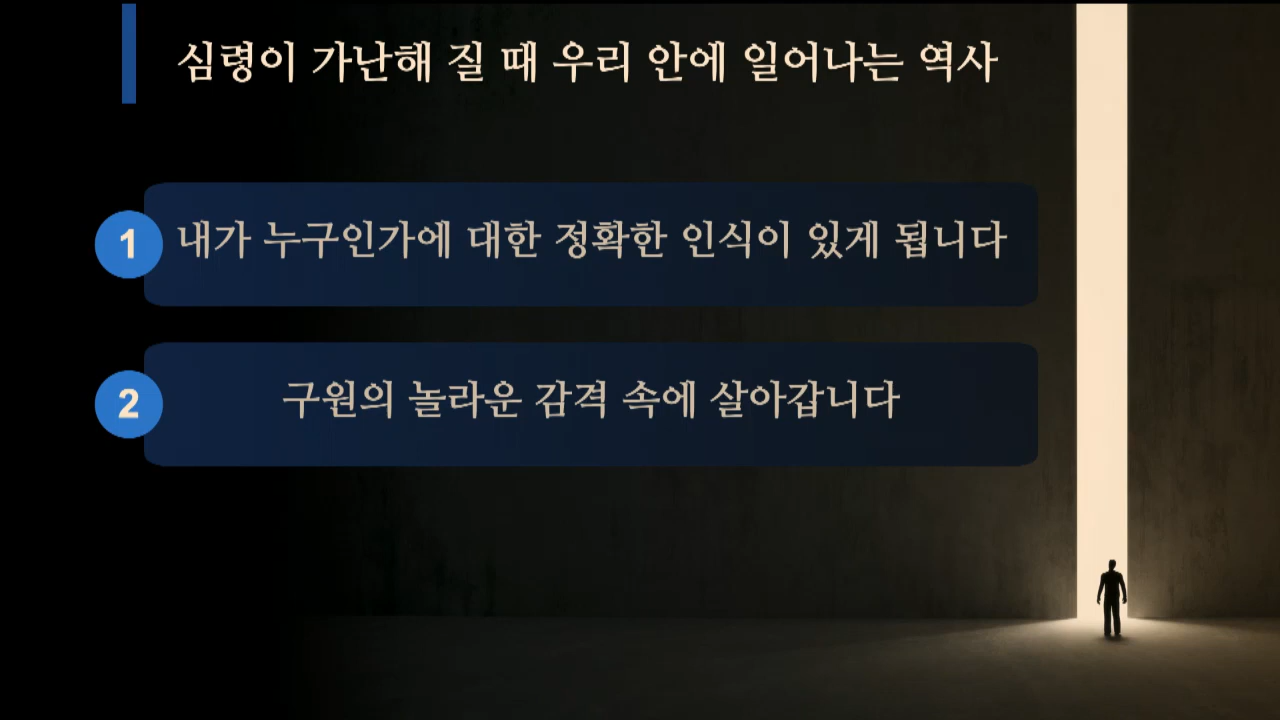 심령이 가난해 질 때 우리 안에 일어나는 역사
1 내가 누구인가에 대한 정확한 인식이 있게 됩니다
2 구원의 놀라운 감격 속에 살아갑니다